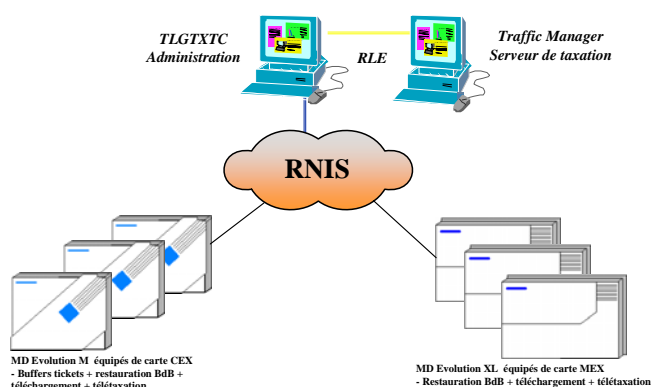 TLGTXTC
Administration
RLE
Traffic Manager
Serveur de taxation
RNIS
MD Evolution M équipés de carte CEX
- Buffers tickets + restauration BdB +
téléchargement + télétaxation
MD Evolution XL équipés de carte MEX
- Restauration BdB + téléchargement + télétaxation